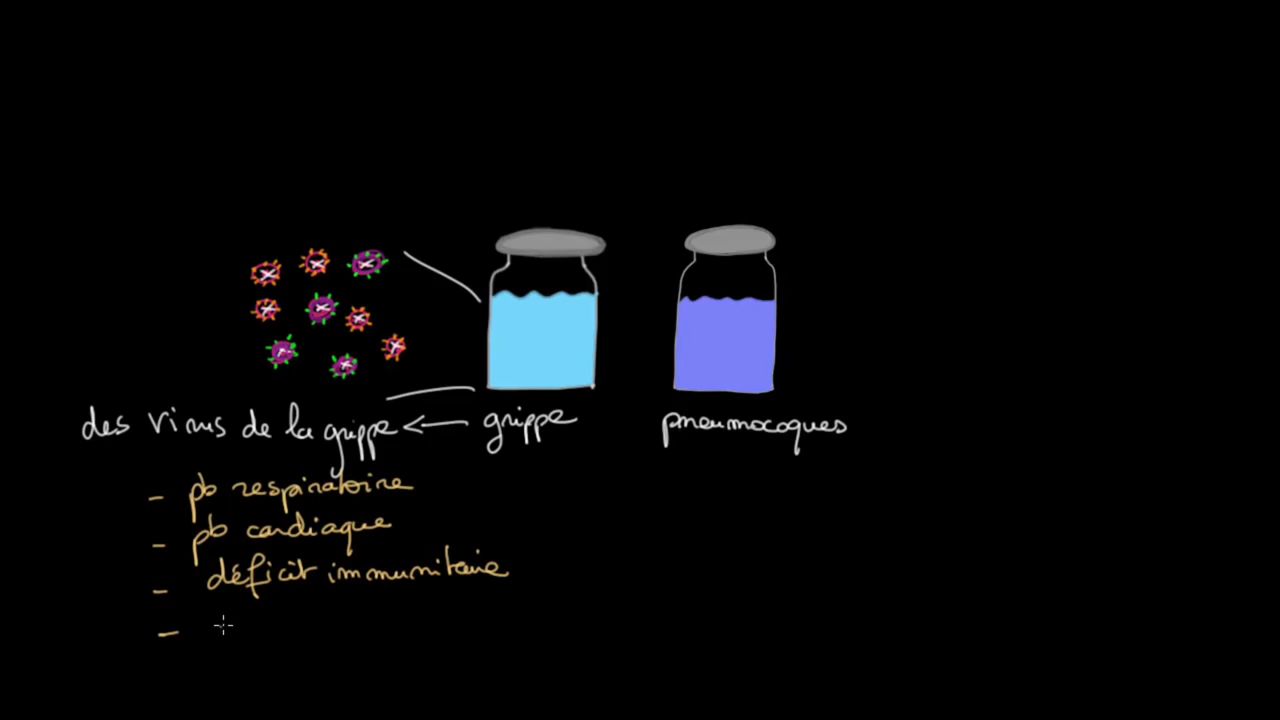 des virus de la grippe ← grippe
pneumocoques
- pb respiratoire
- pb cardiaque
- déficit immunitaire
-